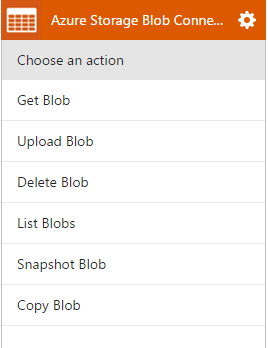 Azure Storage Blob Conne...
Choose an action
Get Blob
Upload Blob
Delete Blob
List Blobs
Snapshot Blob
Copy Blob